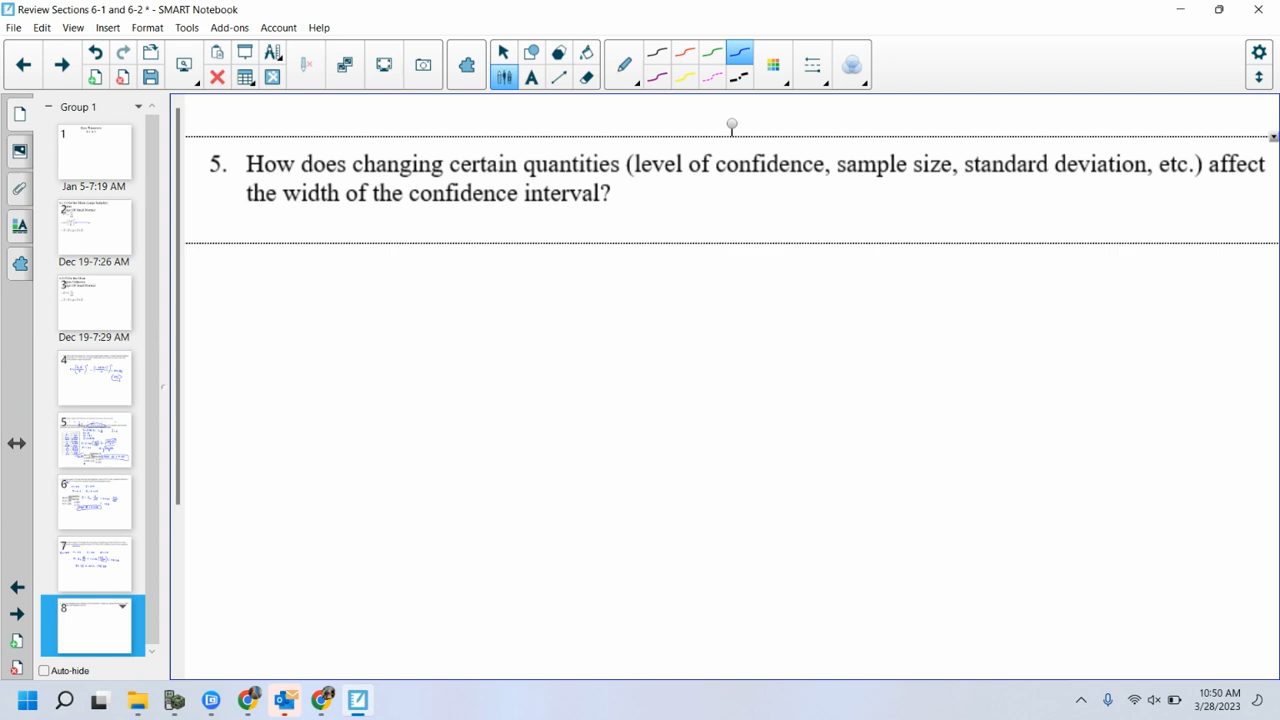 Review Sections 6-1 and 6-2 * - SMART Notebook
File Edit View Insert Format Tools Add-ons Account Help
Group 1
1
Jan 5-7:19 AM
2
Dec 19-7:26 AM
3
Dec 19-7:29 AM
4
5
6
7
8
Auto-hide
5. How does changing certain quantities (level of confidence, sample size, standard deviation, etc.) affect
the width of the confidence interval?
10:50 AM
3/28/2023